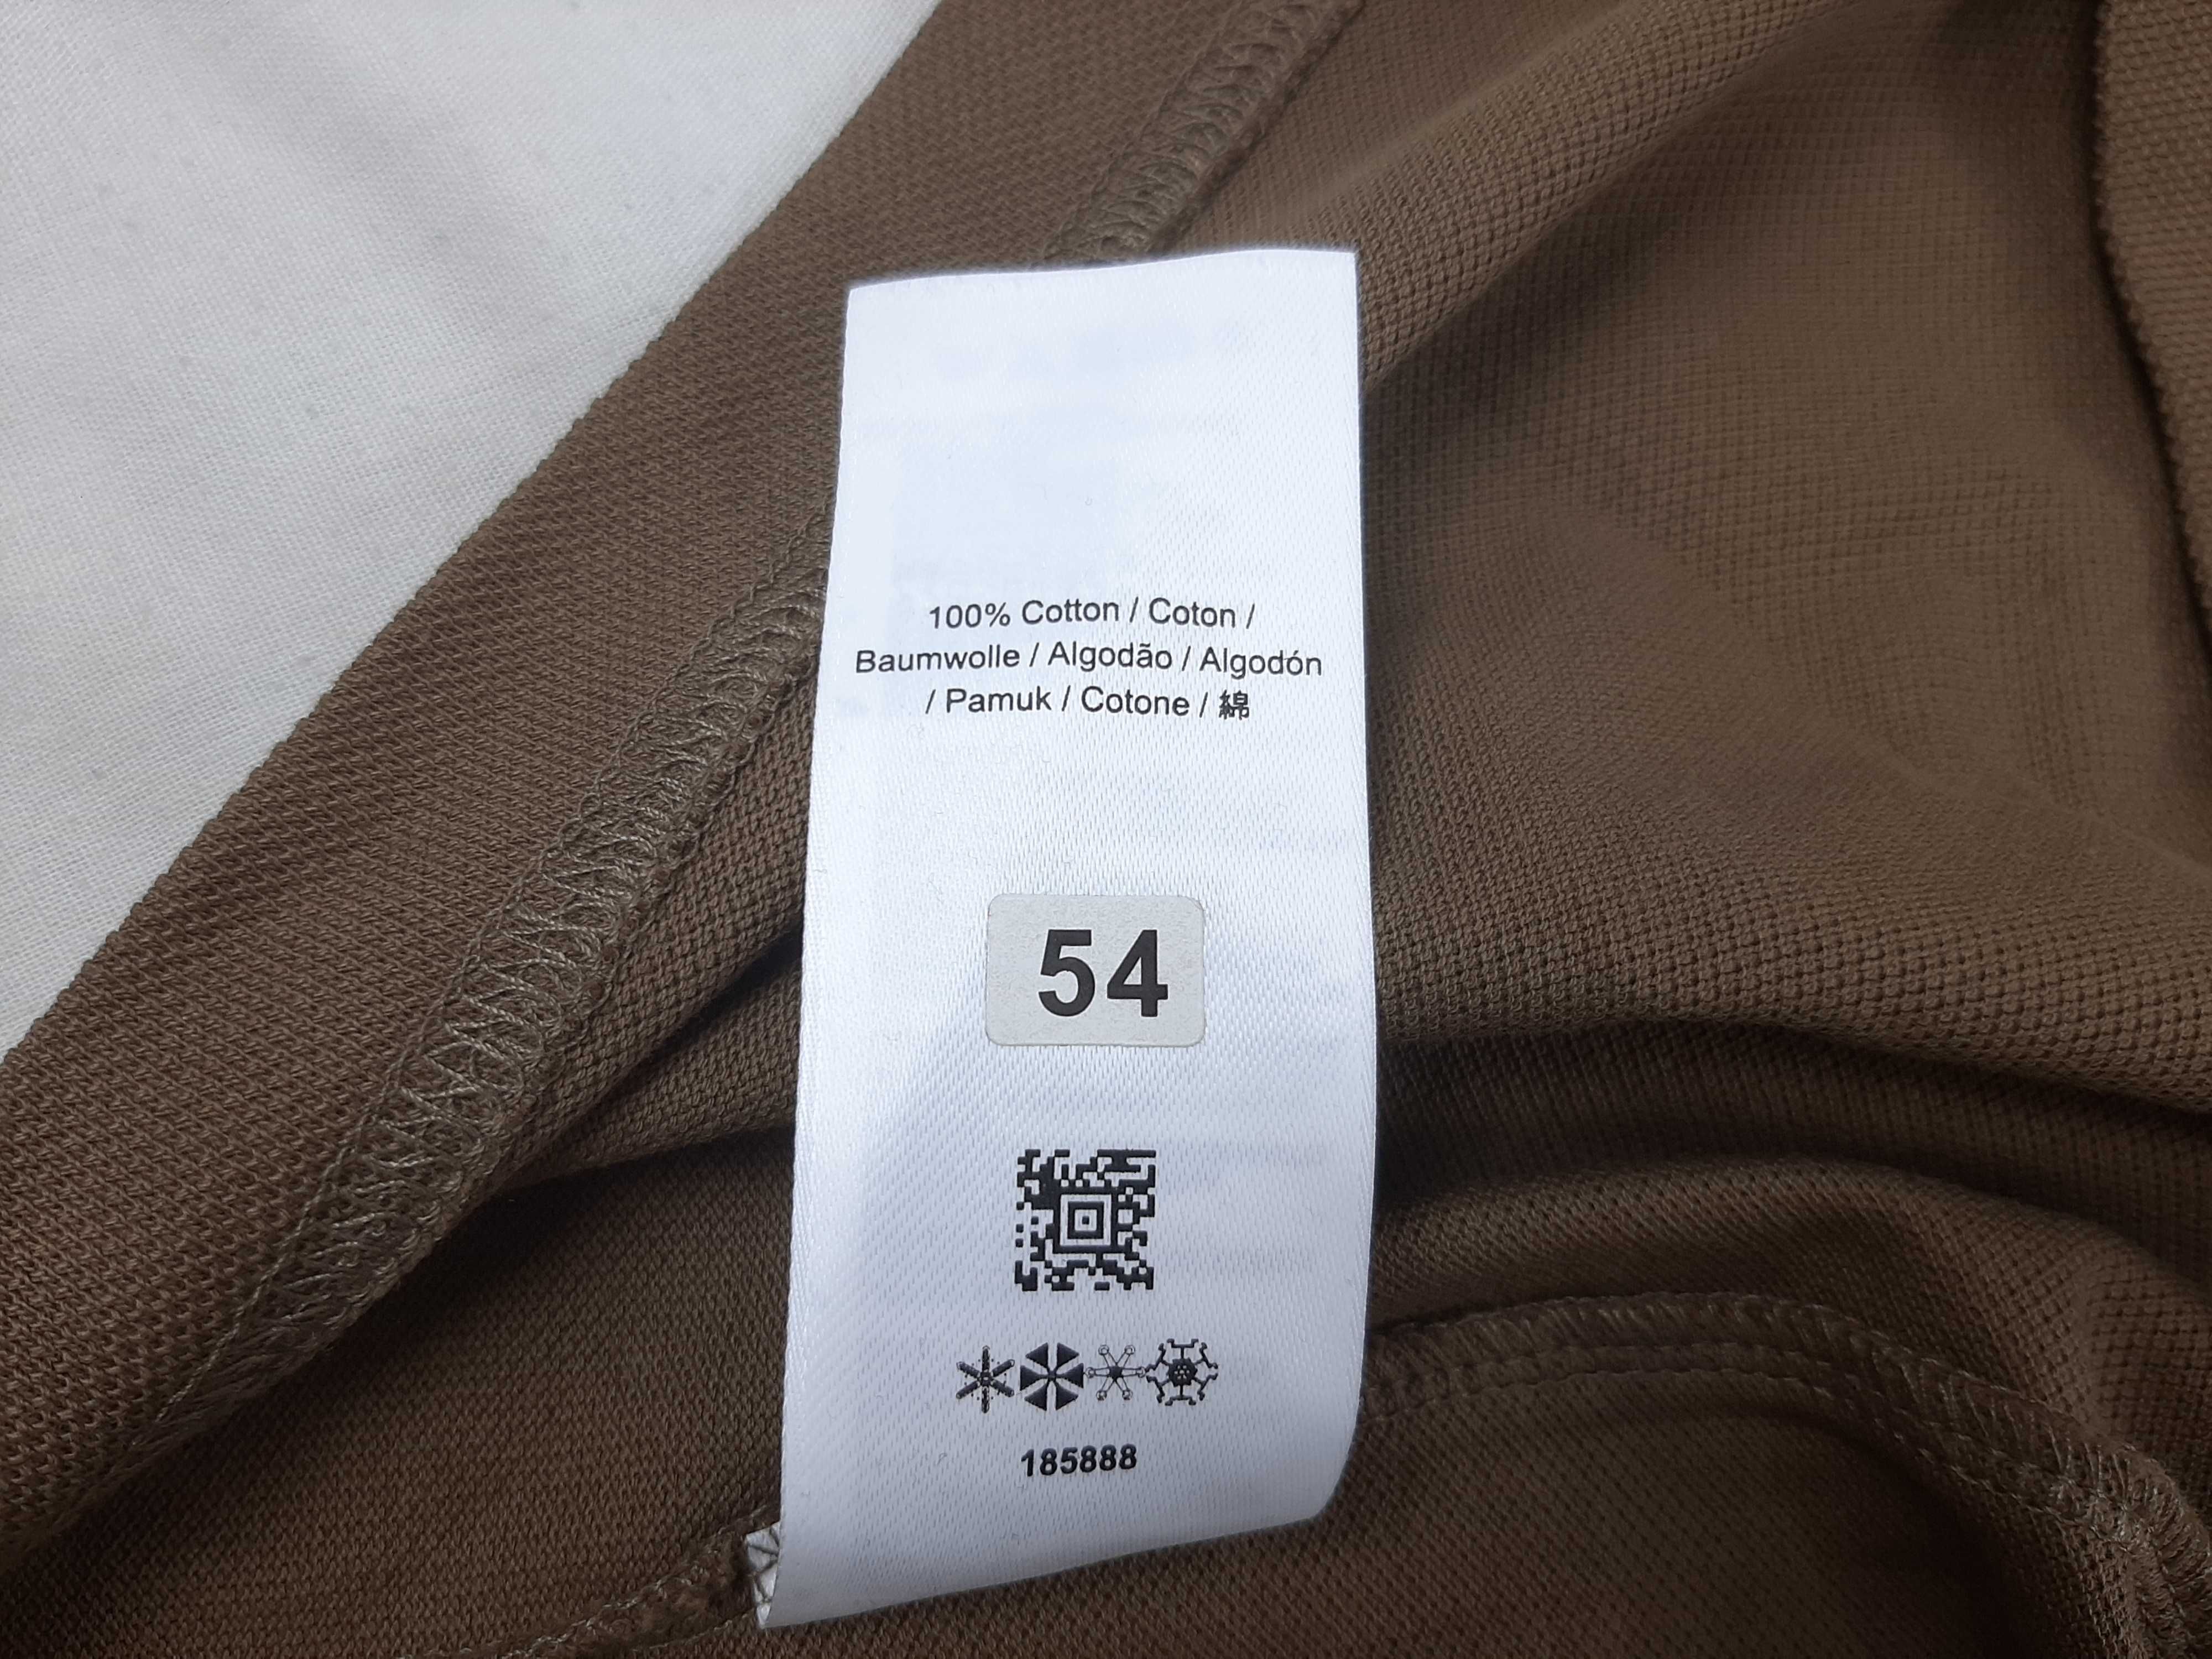 100% Cotton / Coton /
Baumwolle / Algodão / Algodón
/ Pamuk / Cotone / 綿
54
185888